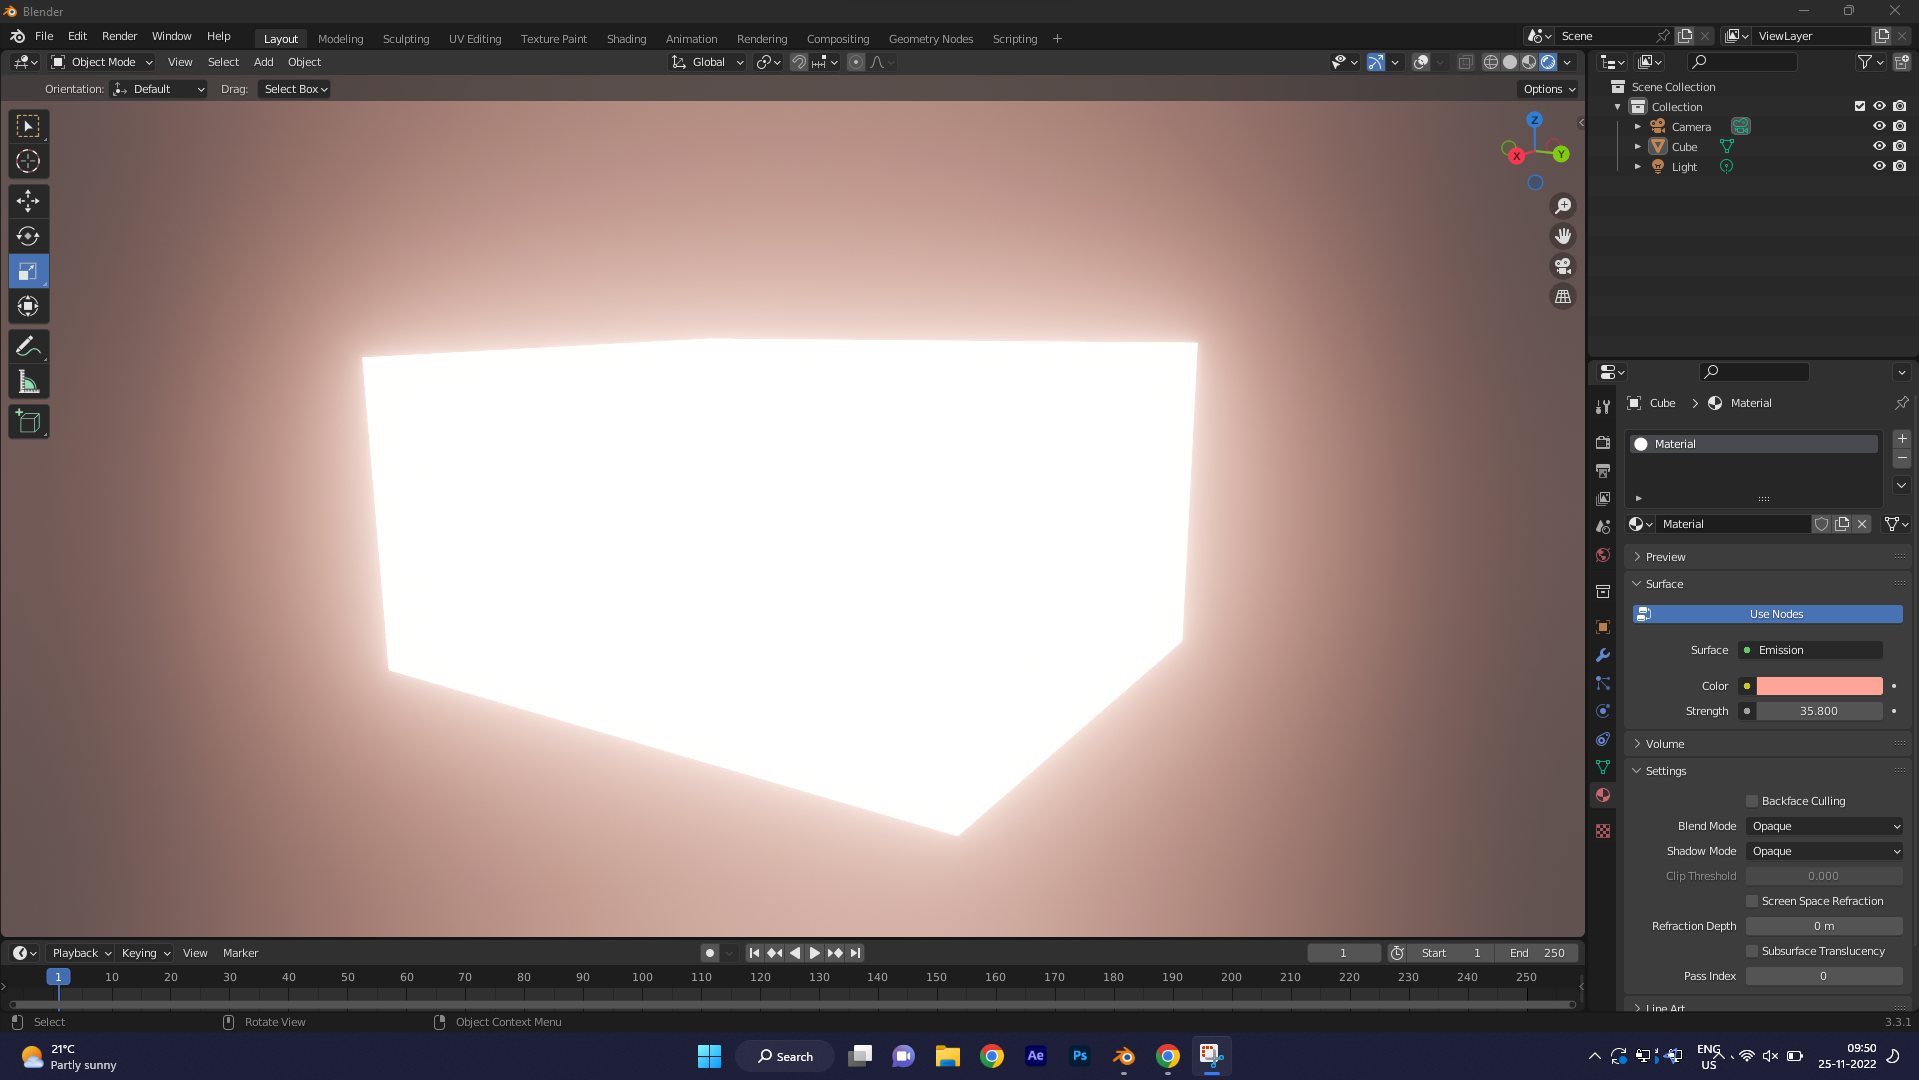 Blender
File Edit Render Window Help
Layout Modeling Sculpting UV Editing Texture Paint Shading Animation Rendering Compositing Geometry Nodes Scripting +
Scene
ViewLayer
Object Mode View Select Add Object
Global
Orientation: Default Drag: Select Box
Options
Z
X
Y
Scene Collection
Collection
Camera
Cube
Light
Cube > Material
Material
Material
Preview
Surface
Use Nodes
Surface Emission
Color
Strength 35.800
Volume
Settings
Backface Culling
Blend Mode Opaque
Shadow Mode Opaque
Clip Threshold 0.000
Screen Space Refraction
Refraction Depth 0 m
Subsurface Translucency
Pass Index 0
Line Art
Playback Keying View Marker
1
Start 1
End 250
1 10 20 30 40 50 60 70 80 90 100 110 120 130 140 150 160 170 180 190 200 210 220 230 240 250
Select
Rotate View
Object Context Menu
3.3.1
21°C
Partly sunny
Search
Ae
Ps
ENG
US
09:50
25-11-2022